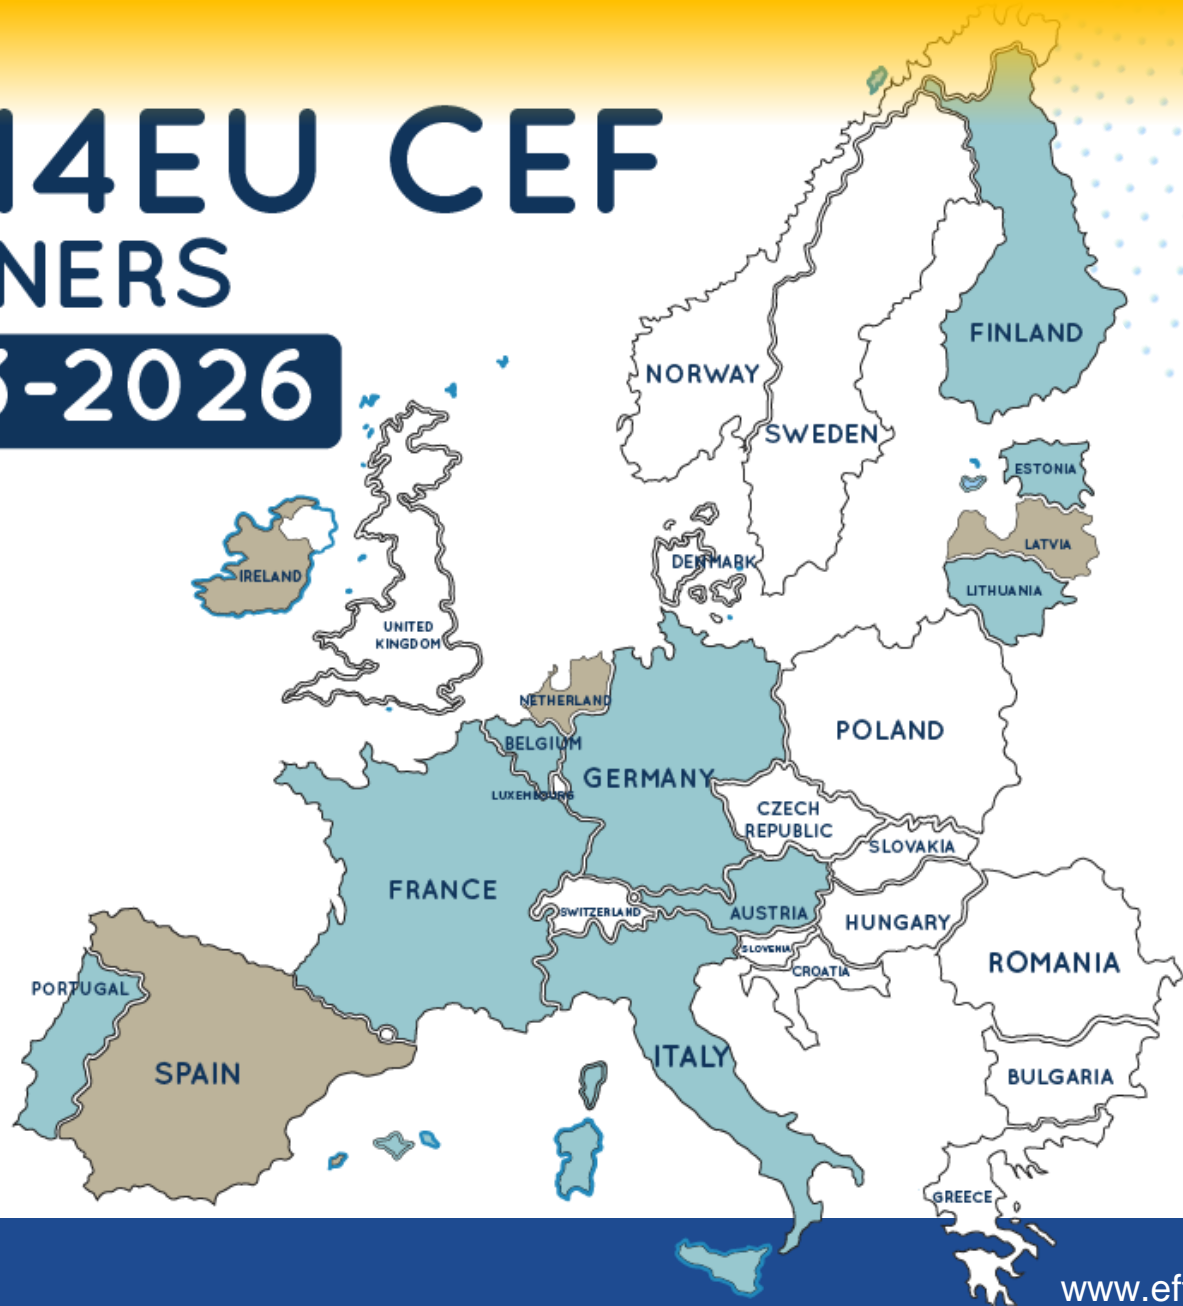 4EU CEF
NERS
-2026
FINLAND
NORWAY
SWEDEN
ESTONIA
LATVIA
DENMARK
IRELAND
LITHUANIA
UNITED
KINGDOM
NETHERLAND
POLAND
BELGIUM
GERMANY
LUXEMBOURG
CZECH
REPUBLIC
SLOVAKIA
FRANCE
SWITZERLAND
AUSTRIA
HUNGARY
SLOVENIA
ROMANIA
CROATIA
PORTUGAL
ITALY
SPAIN
BULGARIA
GREECE
www.ef